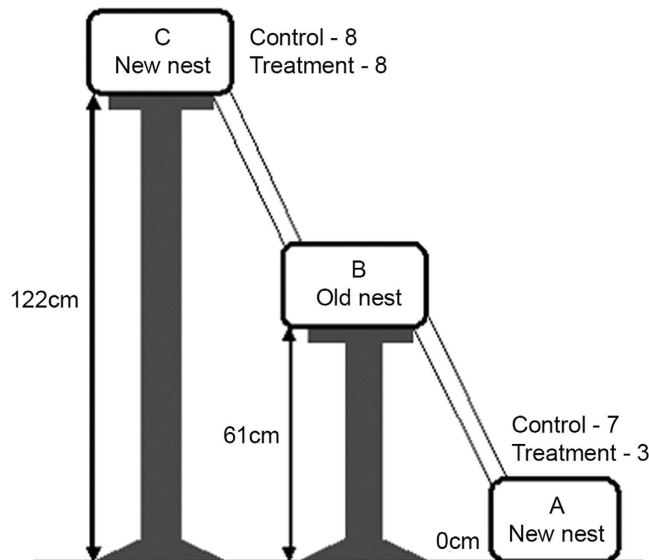 C
New nest
Control - 8
Treatment - 8
B
Old nest
122cm
61cm
Control - 7
Treatment - 3
A
New nest
0cm